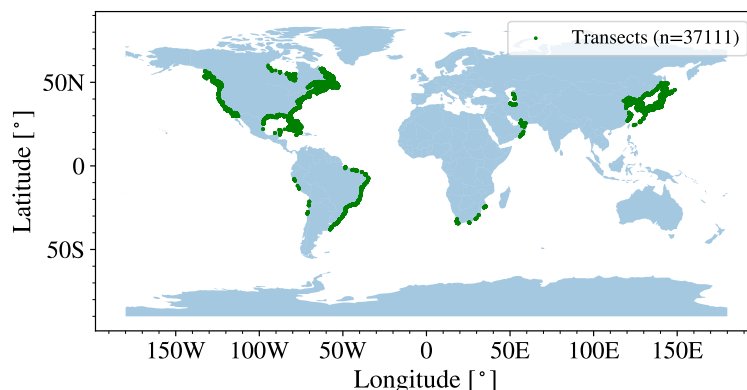 Transects (n=37111)
50N
0
50S
Latitude [°]
150W 100W 50W 0 50E 100E 150E
Longitude [°]